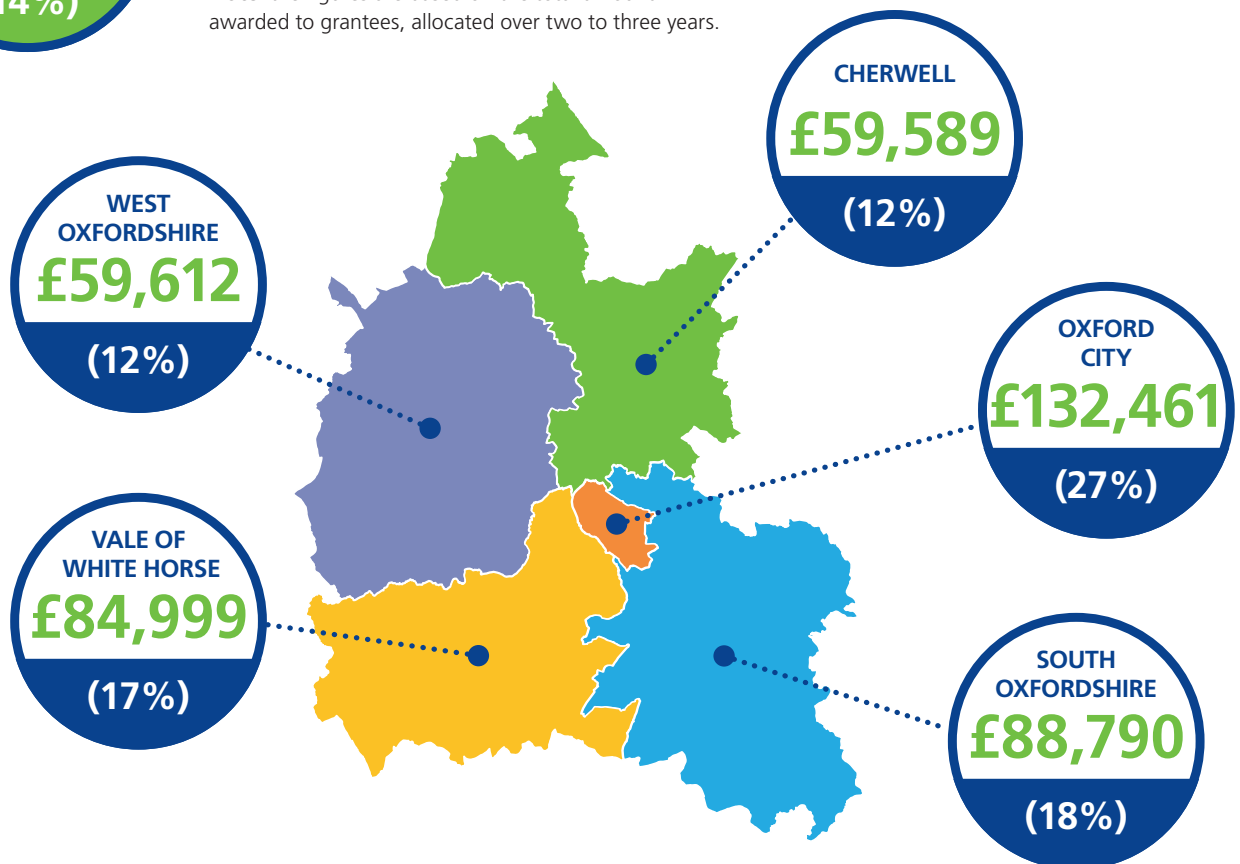 awarded to grantees, allocated over two to three years.
CHERWELL
£59,589
(12%)
WEST
OXFORDSHIRE
£59,612
(12%)
OXFORD
CITY
£132,461
(27%)
VALE OF
WHITE HORSE
£84,999
(17%)
SOUTH
OXFORDSHIRE
£88,790
(18%)